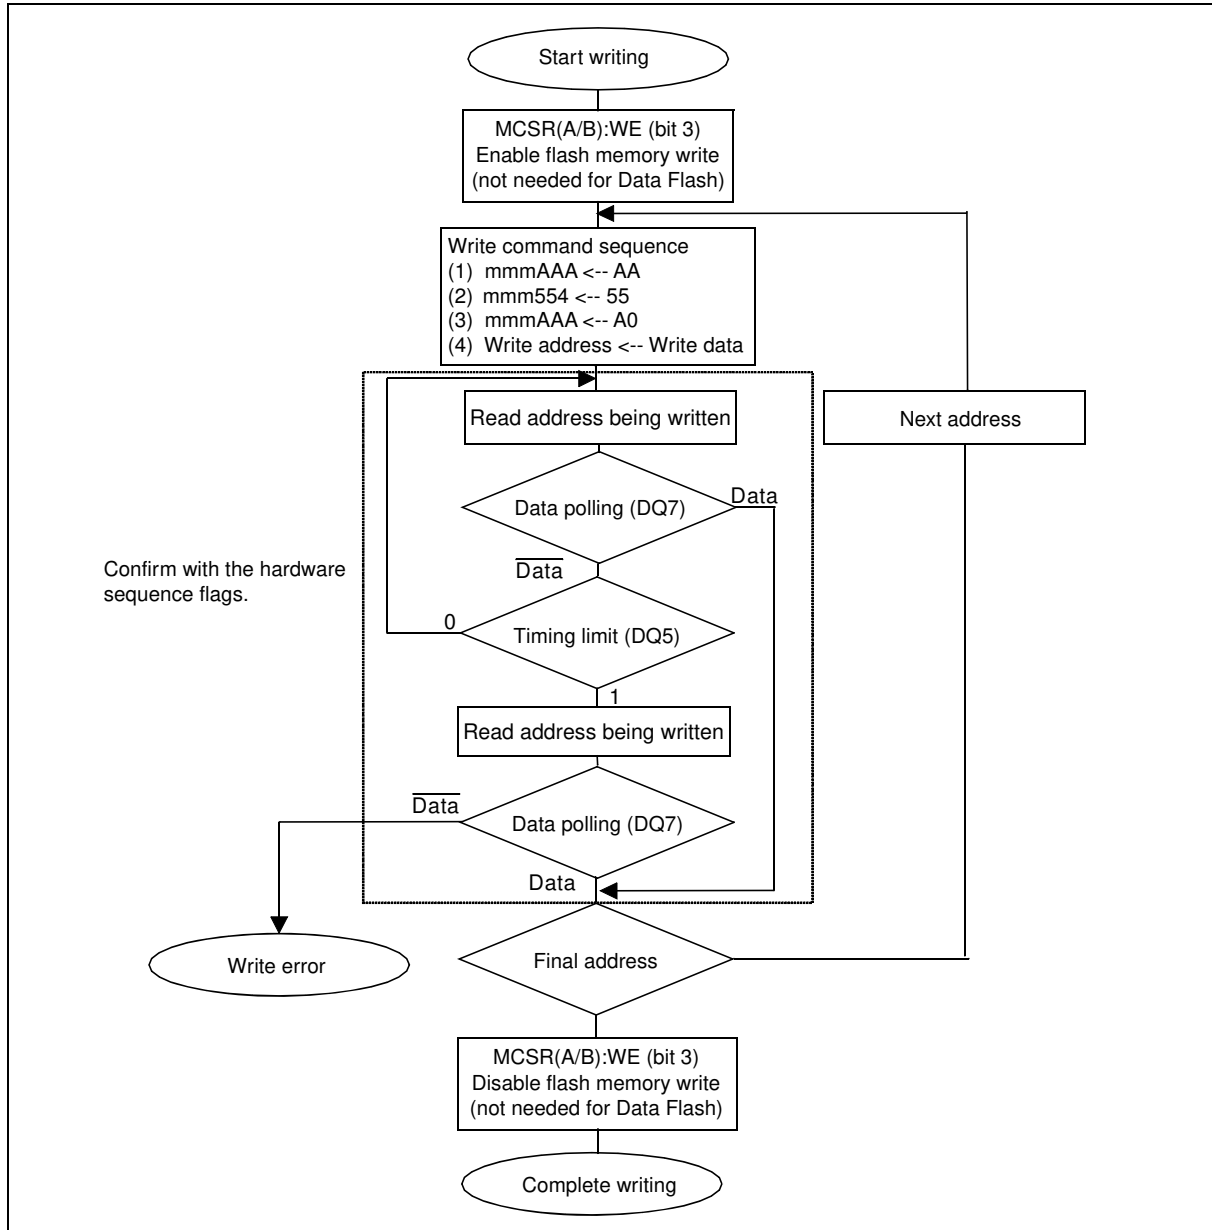 Start writing
MCSR(A/B):WE (bit 3)
Enable flash memory write
(not needed for Data Flash)
Write command sequence
(1) mmmAAA <-- AA
(2) mmm554 <-- 55
(3) mmmAAA <-- A0
(4) Write address <-- Write data
Read address being written
Next address
Data polling (DQ7)
Data
Data
Confirm with the hardware
sequence flags.
0
Timing limit (DQ5)
1
Read address being written
Data
Data polling (DQ7)
Data
Write error
Final address
MCSR(A/B):WE (bit 3)
Disable flash memory write
(not needed for Data Flash)
Complete writing